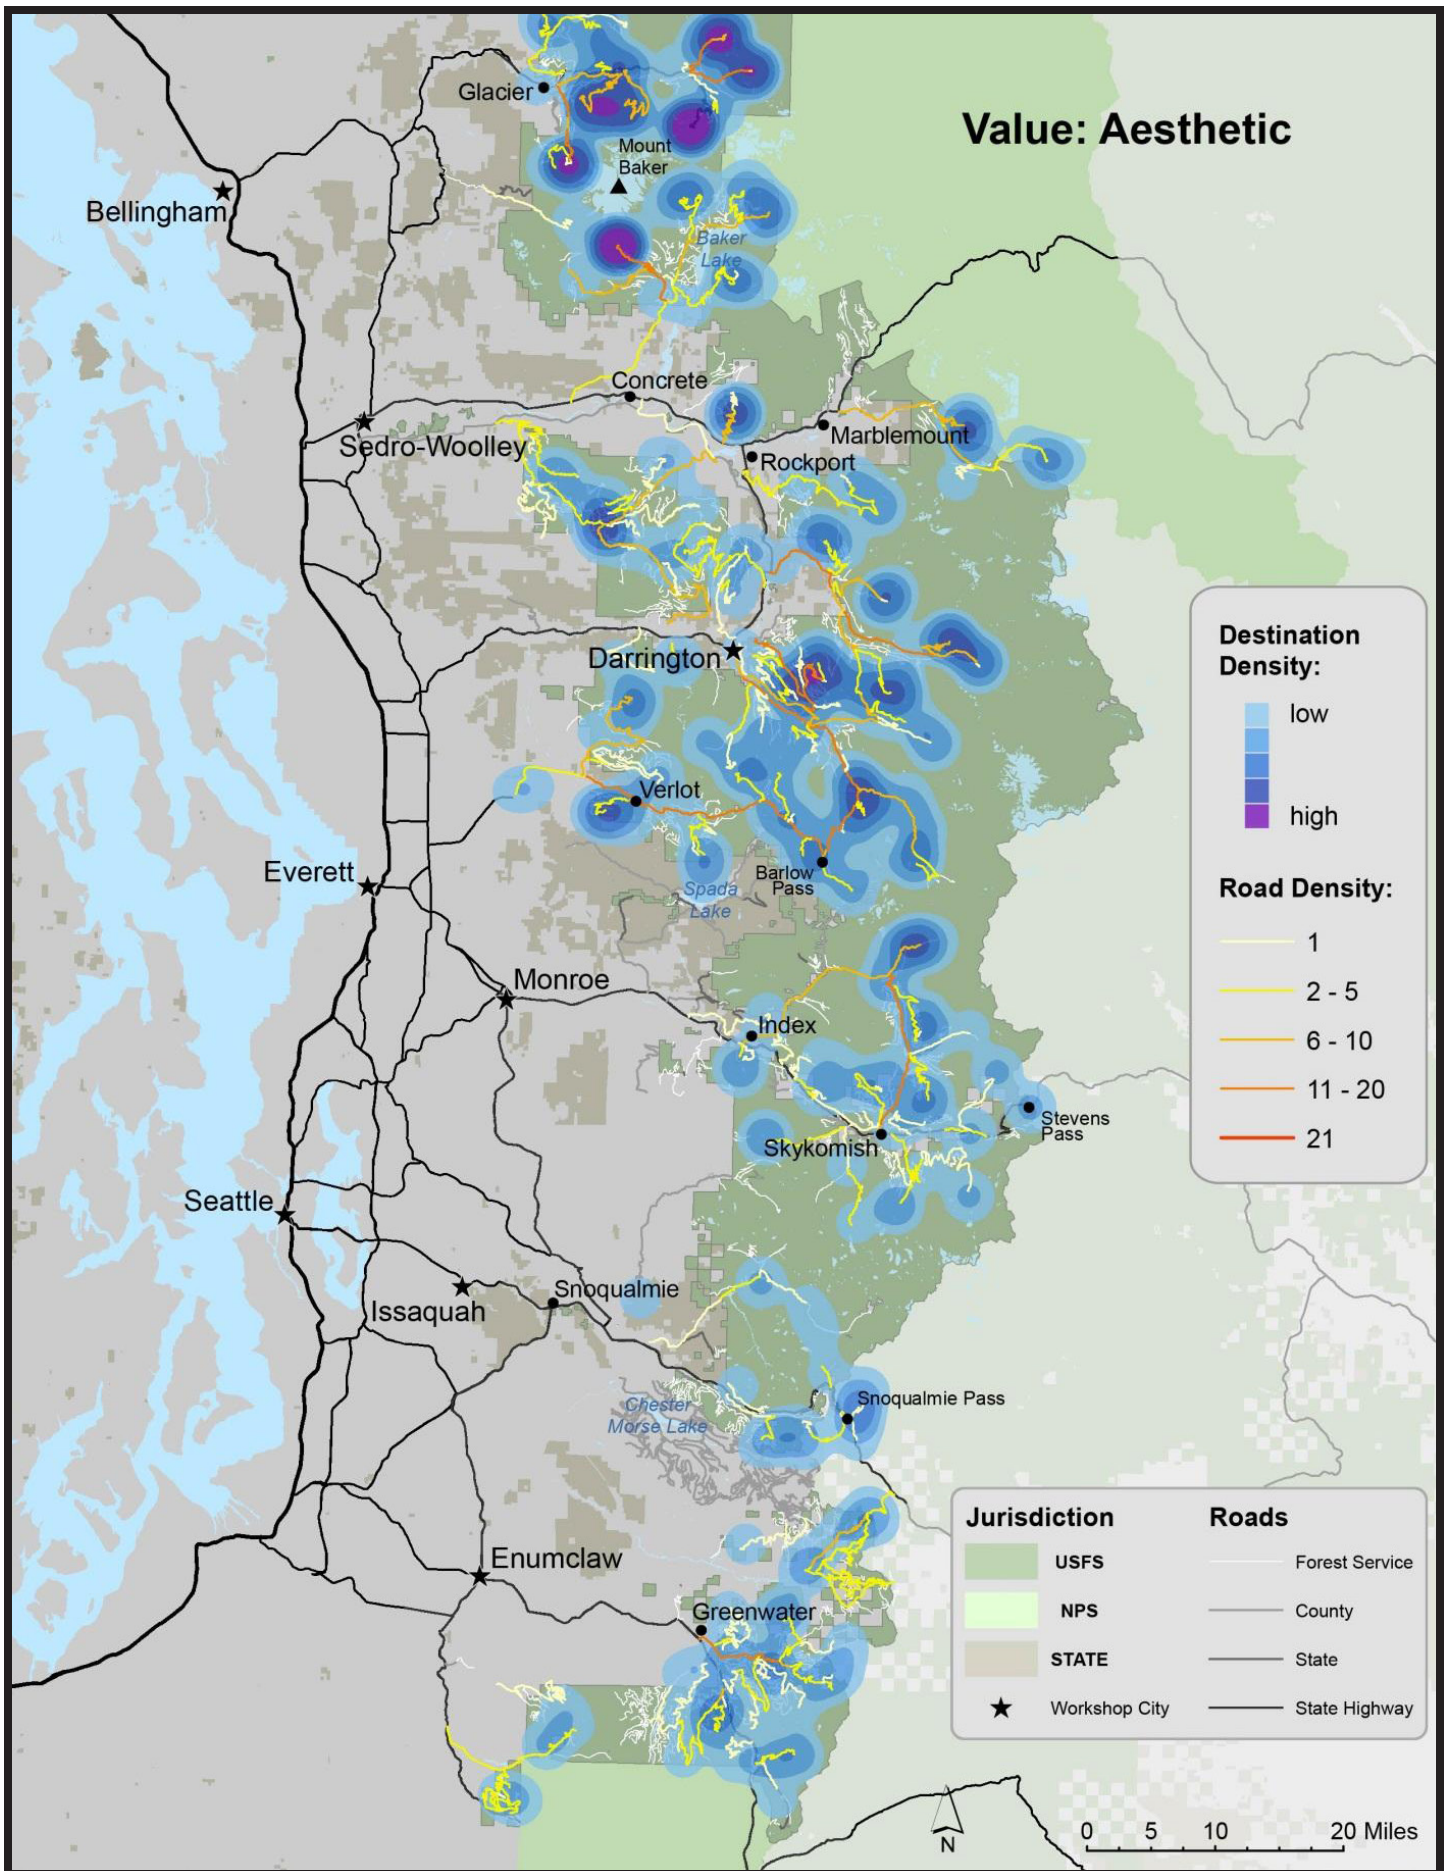 Value: Aesthetic
Glacier
Mount
Baker
Bellingham
Baker
Lake
Concrete
Sedro-Woolley
Marblemount
Rockport
Darrington
Verlot
Everett
Barlow
Pass
Spada
Lake
Monroe
Index
Stevens
Pass
Skykomish
Seattle
Snoqualmie
Issaquah
Chester
Morse Lake
Snoqualmie Pass
Enumclaw
Greenwater
Destination
Density:
low
high
Road Density:
1
2 - 5
6 - 10
11 - 20
21
Jurisdiction
USFS
NPS
STATE
Workshop City
Roads
Forest Service
County
State
State Highway
N
0 5 10 20 Miles